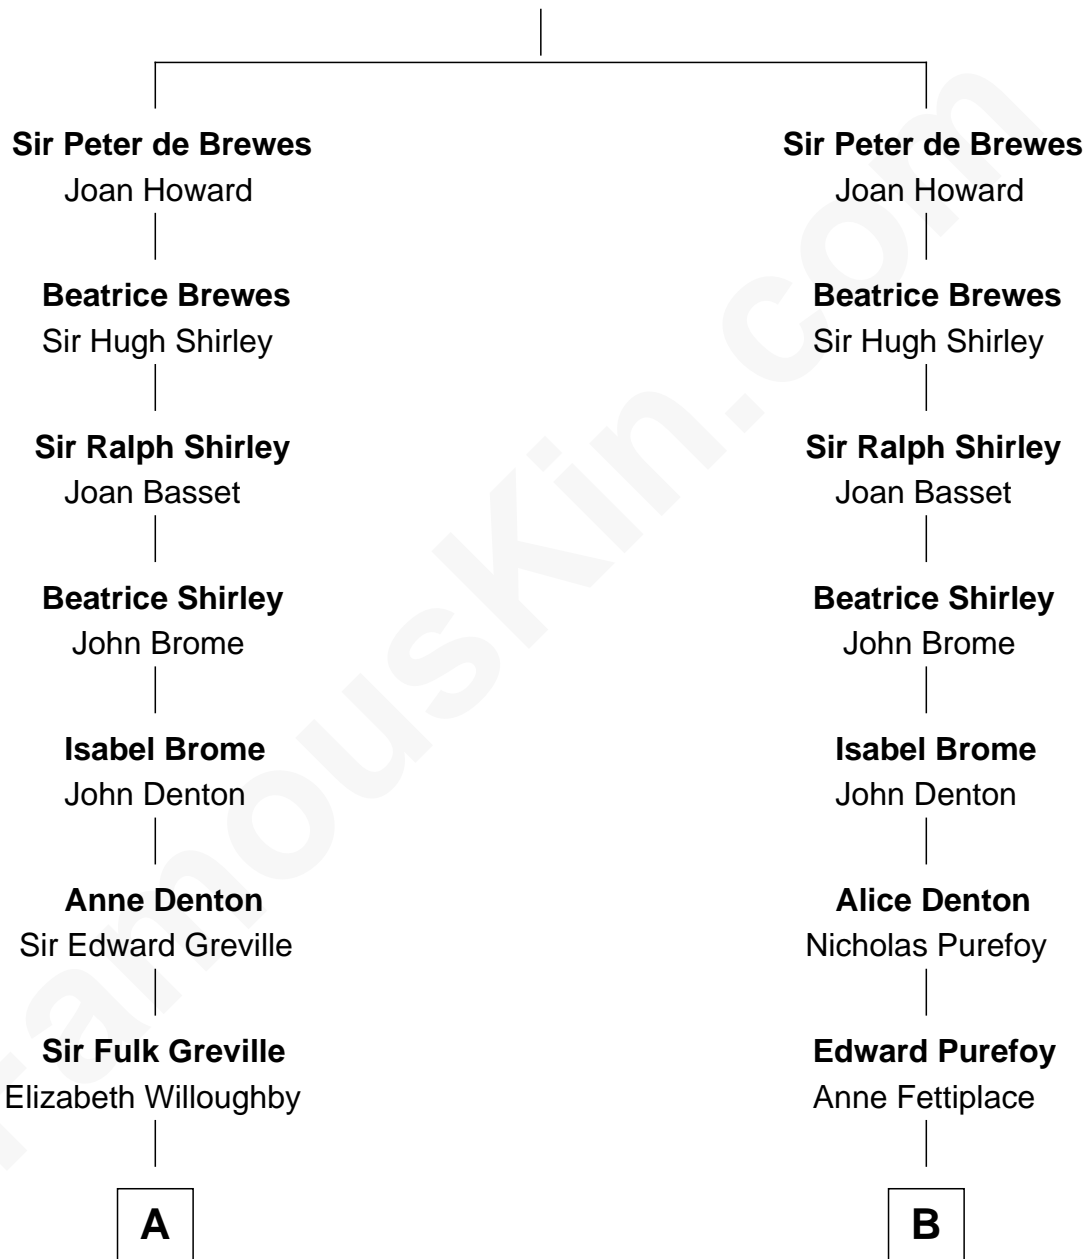 Sir Peter de Brewes
Joan Howard
Beatrice Brewes
Sir Hugh Shirley
Sir Ralph Shirley
Joan Basset
Beatrice Shirley
John Brome
Isabel Brome
John Denton
Anne Denton
Sir Edward Greville
Sir Fulk Greville
Elizabeth Willoughby
A
Sir Peter de Brewes
Joan Howard
Beatrice Brewes
Sir Hugh Shirley
Sir Ralph Shirley
Joan Basset
Beatrice Shirley
John Brome
Isabel Brome
John Denton
Alice Denton
Nicholas Purefoy
Edward Purefoy
Anne Fettiplace
B
FamousKin.com